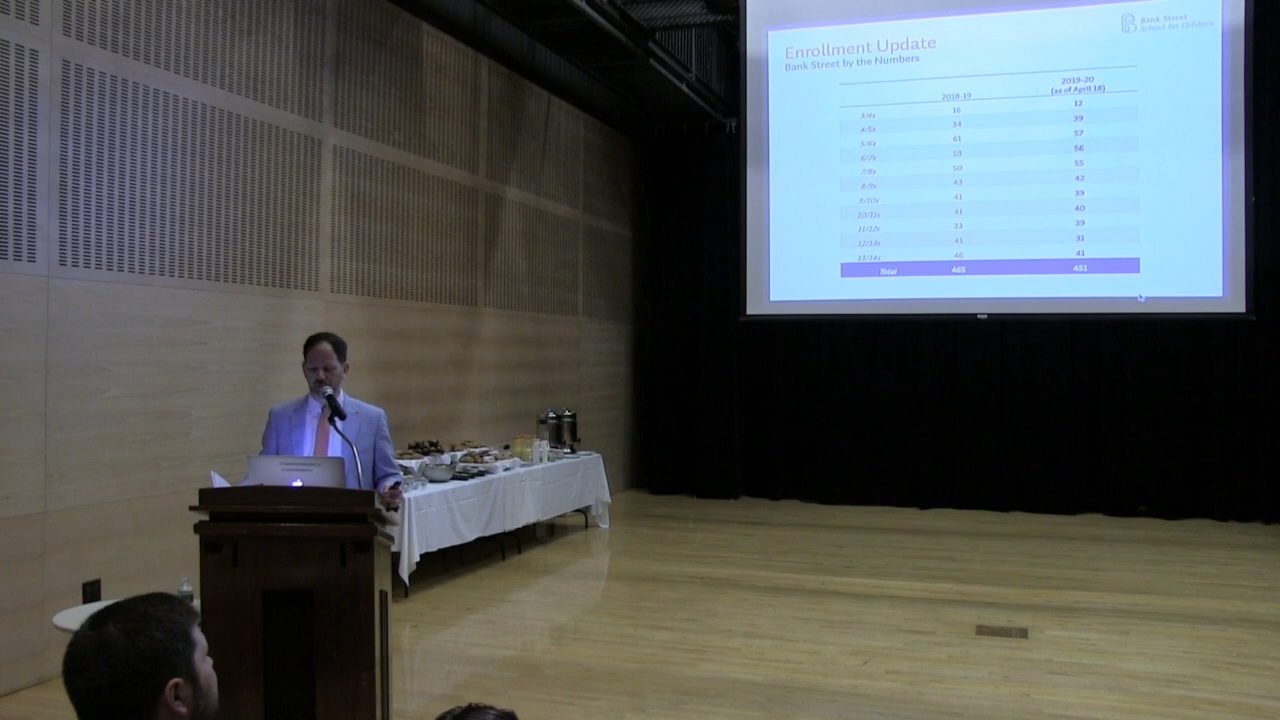 Bank Street
School for Children
Enrollment Update
Bank Street by the Numbers
2018-19 2019-20
(as of April 18)
3/4s 16 12
4/5s 34 39
5/6s 61 57
6/7s 59 56
7/8s 50 55
8/9s 43 42
9/10s 41 39
10/11s 41 40
11/12s 33 39
12/13s 41 31
13/14s 46 41
Total 465 451